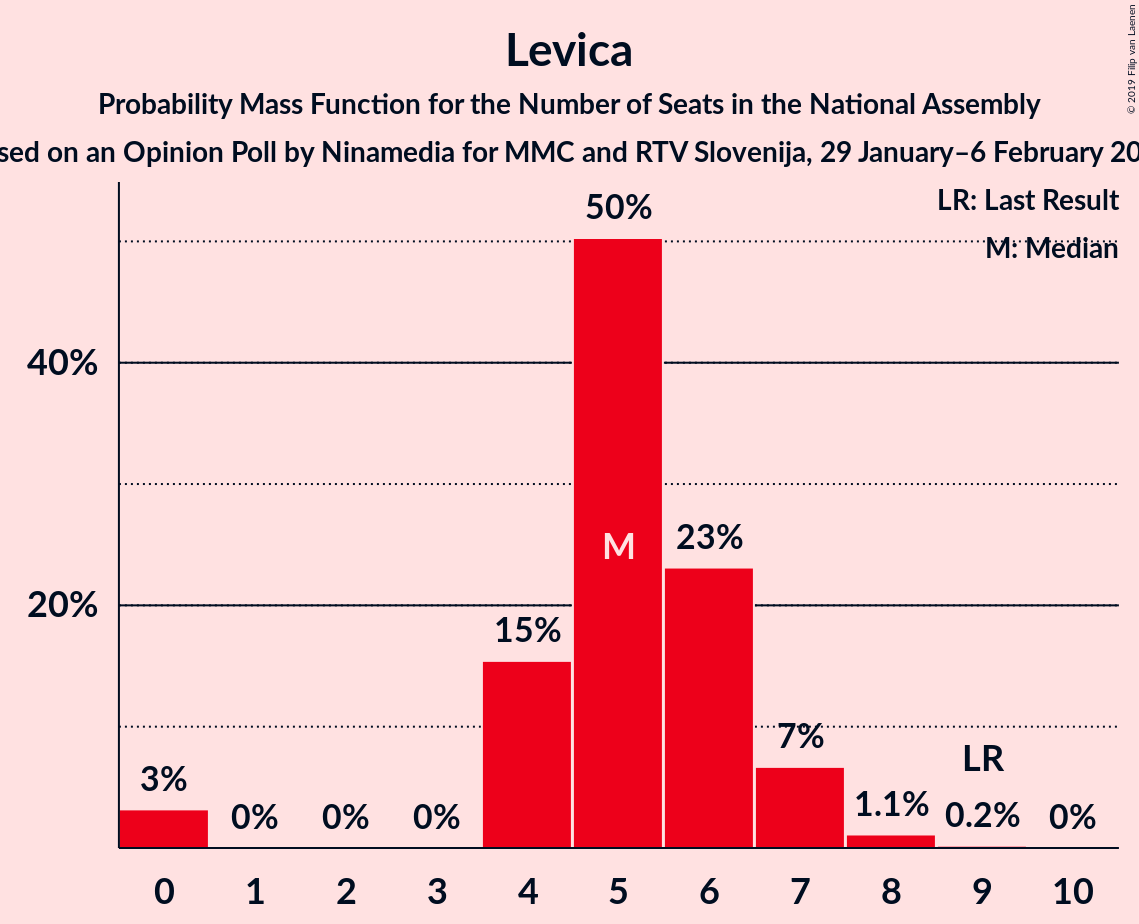 Levica
Probability Mass Function for the Number of Seats in the National Assembly
on an Opinion Poll by Ninamedia for MMC and RTV Slovenija, 29 January–6 February
© 2019 Filip van Laenen
LR: Last Result
M: Median
50%
40%
M
23%
20%
15%
7%
LR
3%
1.1%
0.2%
0%
0%
0%
0%
0 1 2 3 4 5 6 7 8 9 10